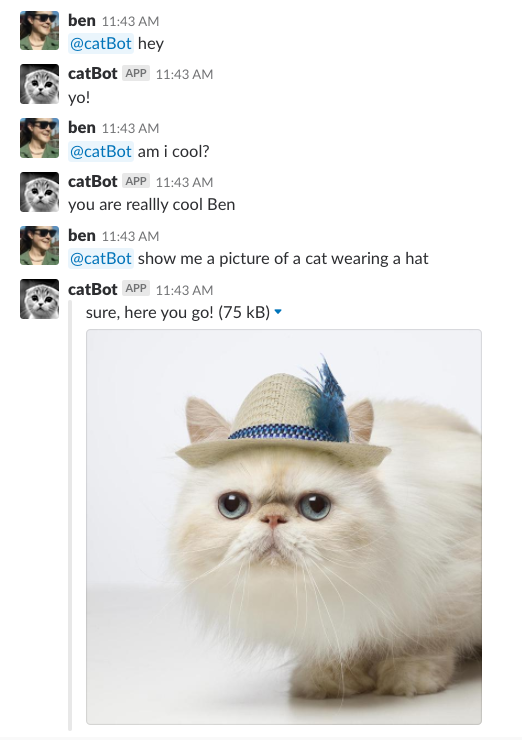 ben 11:43 AM
@catBot hey
catBot APP 11:43 AM
yo!
ben 11:43 AM
@catBot am i cool?
catBot APP 11:43 AM
you are reallly cool Ben
ben 11:43 AM
@catBot show me a picture of a cat wearing a hat
catBot APP 11:43 AM
sure, here you go! (75 kB)